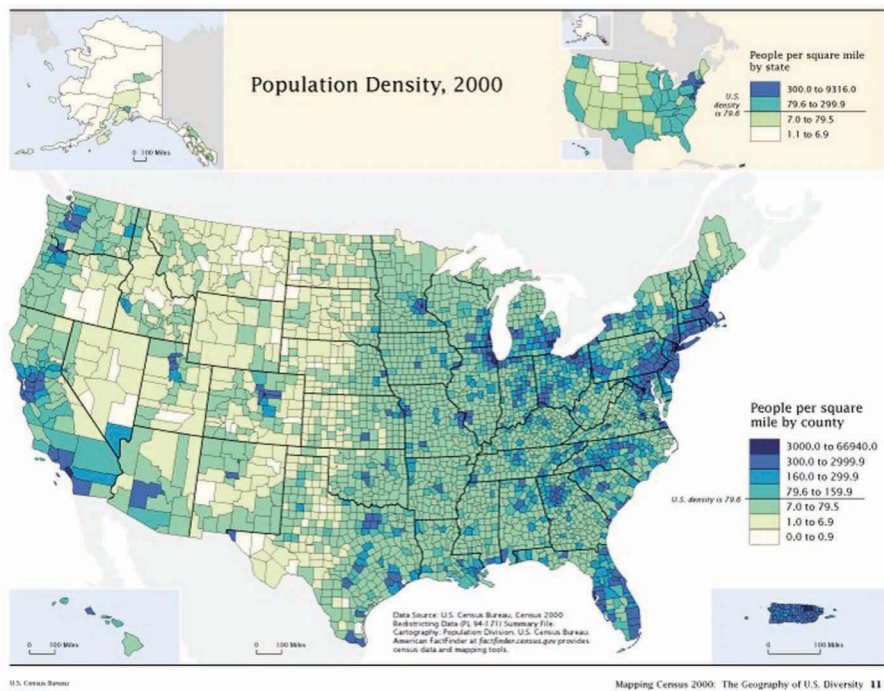 Population Density, 2000
0 100 Miles
People per square mile
by state
U.S.
density
is 79.6
300.0 to 9316.0
79.6 to 299.9
7.0 to 79.5
1.1 to 6.9
People per square
mile by county
3000.0 to 66940.0
300.0 to 2999.9
160.0 to 299.9
79.6 to 159.9
U.S. density is 79.6
7.0 to 79.5
1.0 to 6.9
0.0 to 0.9
Data Source: U.S. Census Bureau, Census 2000
Redistricting Data (PL 94-171) Summary File.
Cartography: Population Division, U.S. Census Bureau.
American FactFinder at factfinder.census.gov provides
census data and mapping tools.
0 100 Miles
0 100 Miles
0 100 Miles
U.S. Census Bureau
Mapping Census 2000: The Geography of U.S. Diversity 11